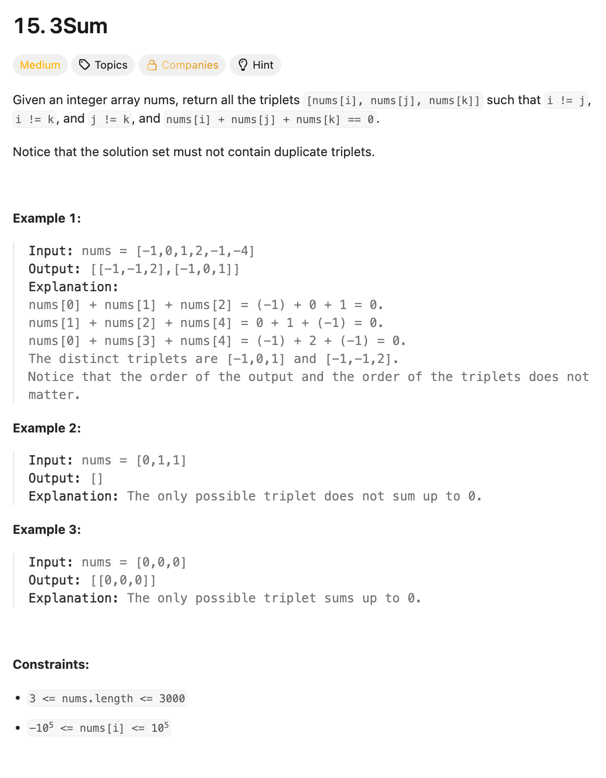 15. 3Sum
Medium Topics Companies Hint
Given an integer array nums, return all the triplets [nums[i], nums[j], nums[k]] such that i != j,
i != k, and j != k, and nums[i] + nums[j] + nums[k] == 0.
Notice that the solution set must not contain duplicate triplets.
Example 1:
Input: nums = [-1,0,1,2,-1,-4]
Output: [[-1,-1,2],[-1,0,1]]
Explanation:
nums[0] + nums[1] + nums[2] = (-1) + 0 + 1 = 0.
nums[1] + nums[2] + nums[4] = 0 + 1 + (-1) = 0.
nums[0] + nums[3] + nums[4] = (-1) + 2 + (-1) = 0.
The distinct triplets are [-1,0,1] and [-1,-1,2].
Notice that the order of the output and the order of the triplets does not
matter.
Example 2:
Input: nums = [0,1,1]
Output: []
Explanation: The only possible triplet does not sum up to 0.
Example 3:
Input: nums = [0,0,0]
Output: [[0,0,0]]
Explanation: The only possible triplet sums up to 0.
Constraints:
• 3 <= nums.length <= 3000
• -10⁵ <= nums[i] <= 10⁵